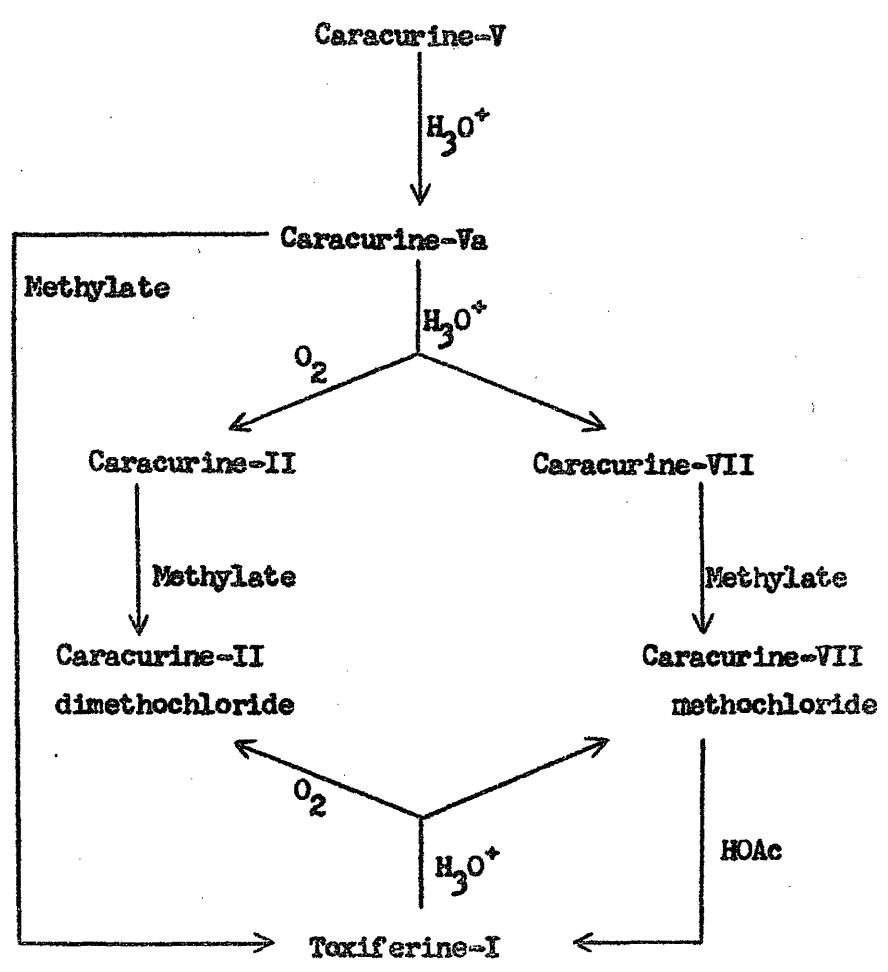 Caracurine-V
H3O+
Caracurine-Va
Methylate
H3O+
O2
Caracurine-II
Caracurine-VII
Methylate
Methylate
Caracurine-II
dimethochloride
Caracurine-VII
methochloride
O2
H3O+
HOAc
Toxiferine-I